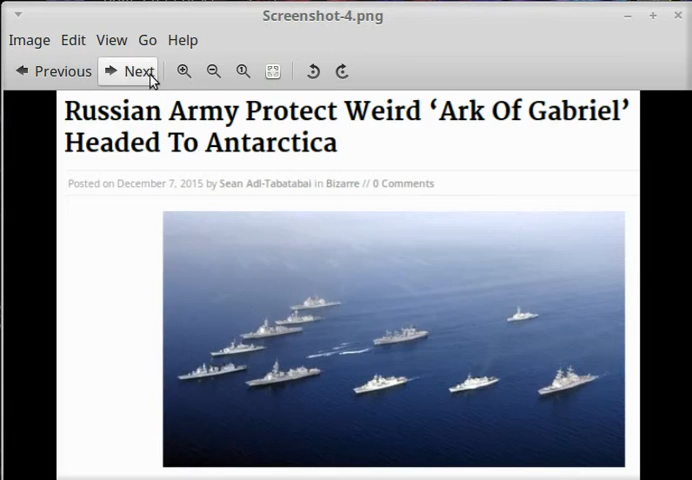 Screenshot-4.png
Image Edit View Go Help
Previous Next
Russian Army Protect Weird ‘Ark Of Gabriel’
Headed To Antarctica
Posted on December 7, 2015 by Sean Adl-Tabatabai in Bizarre // 0 Comments